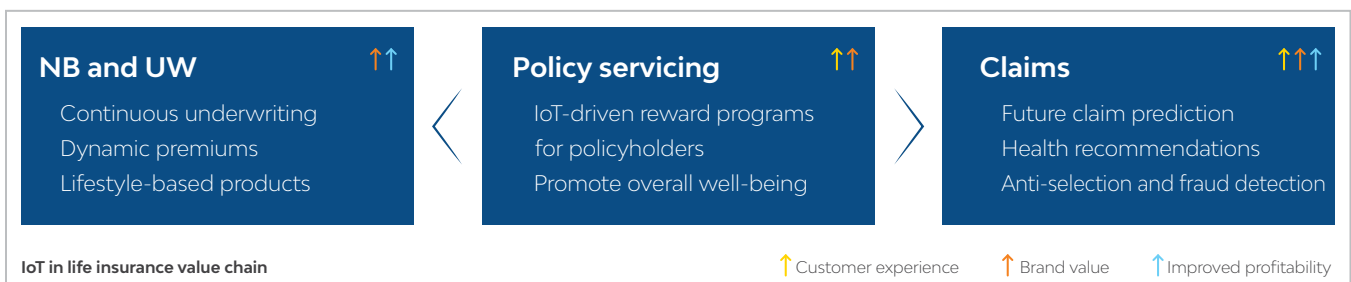 NB and UW
Continuous underwriting
Dynamic premiums
Lifestyle-based products
Policy servicing
IoT-driven reward programs
for policyholders
Promote overall well-being
Claims
Future claim prediction
Health recommendations
Anti-selection and fraud detection
IoT in life insurance value chain
Customer experience
Brand value
Improved profitability